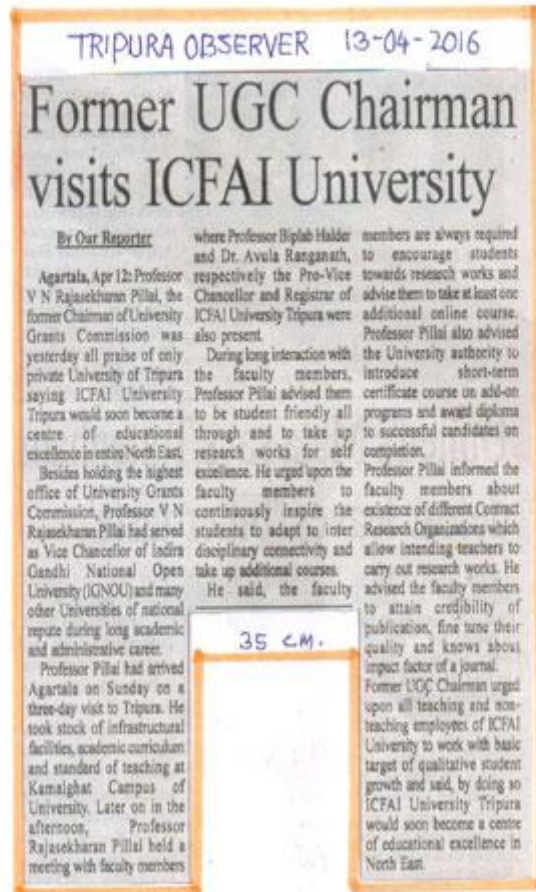 TRIPURA OBSERVER 13-04-2016
Former UGC Chairman
visits ICFAI University
By Our Reporter
Agartala, Apr 12: Professor
V N Rajasekharan Pillai, the
former Chairman of University
Grants Commission was
yesterday all praise of only
private University of Tripura
saying ICFAI University
Tripura would soon become a
centre of educational
excellence in entire North East.
Besides holding the highest
office of University Grants
Commission, Professor V N
Rajasekharan Pillai had served
as Vice Chancellor of Indira
Gandhi National Open
University (IGNOU) and many
other Universities of national
repute during long academic
and administrative career.
Professor Pillai had arrived
Agartala on Sunday on a
three-day visit to Tripura. He
took stock of infrastructural
facilities, academic curriculum
and standard of teaching at
Kamalghat Campus of
University. Later on in the
afternoon, Professor
Rajasekharan Pillai held a
meeting with faculty members
where Professor Biplab Halder
and Dr. Avula Ranganath,
respectively the Pro-Vice
Chancellor and Registrar of
ICFAI University Tripura were
also present.
During long interaction with
the faculty members,
Professor Pillai advised them
to be student friendly all
through and to take up
research works for self
excellence. He urged upon the
faculty members to
continuously inspire the
students to adapt to inter
disciplinary connectivity and
take up additional courses.
He said, the faculty
members are always required
to encourage students
towards research works and
advise them to take at least one
additional online course.
Professor Pillai also advised
the University authority to
introduce short-term
certificate course on add-on
programs and award diploma
to successful candidates on
completion.
Professor Pillai informed the
faculty members about
existence of different Contract
Research Organizations which
allow intending teachers to
carry out research works. He
advised the faculty members
to attain credibility of
publication, fine tune their
quality and knows about
impact factor of a journal.
Former UGC Chairman urged
upon all teaching and non-
teaching employees of ICFAI
University to work with basic
target of qualitative student
growth and said, by doing so
ICFAI University Tripura
would soon become a centre
of educational excellence in
North East.
35 CM.